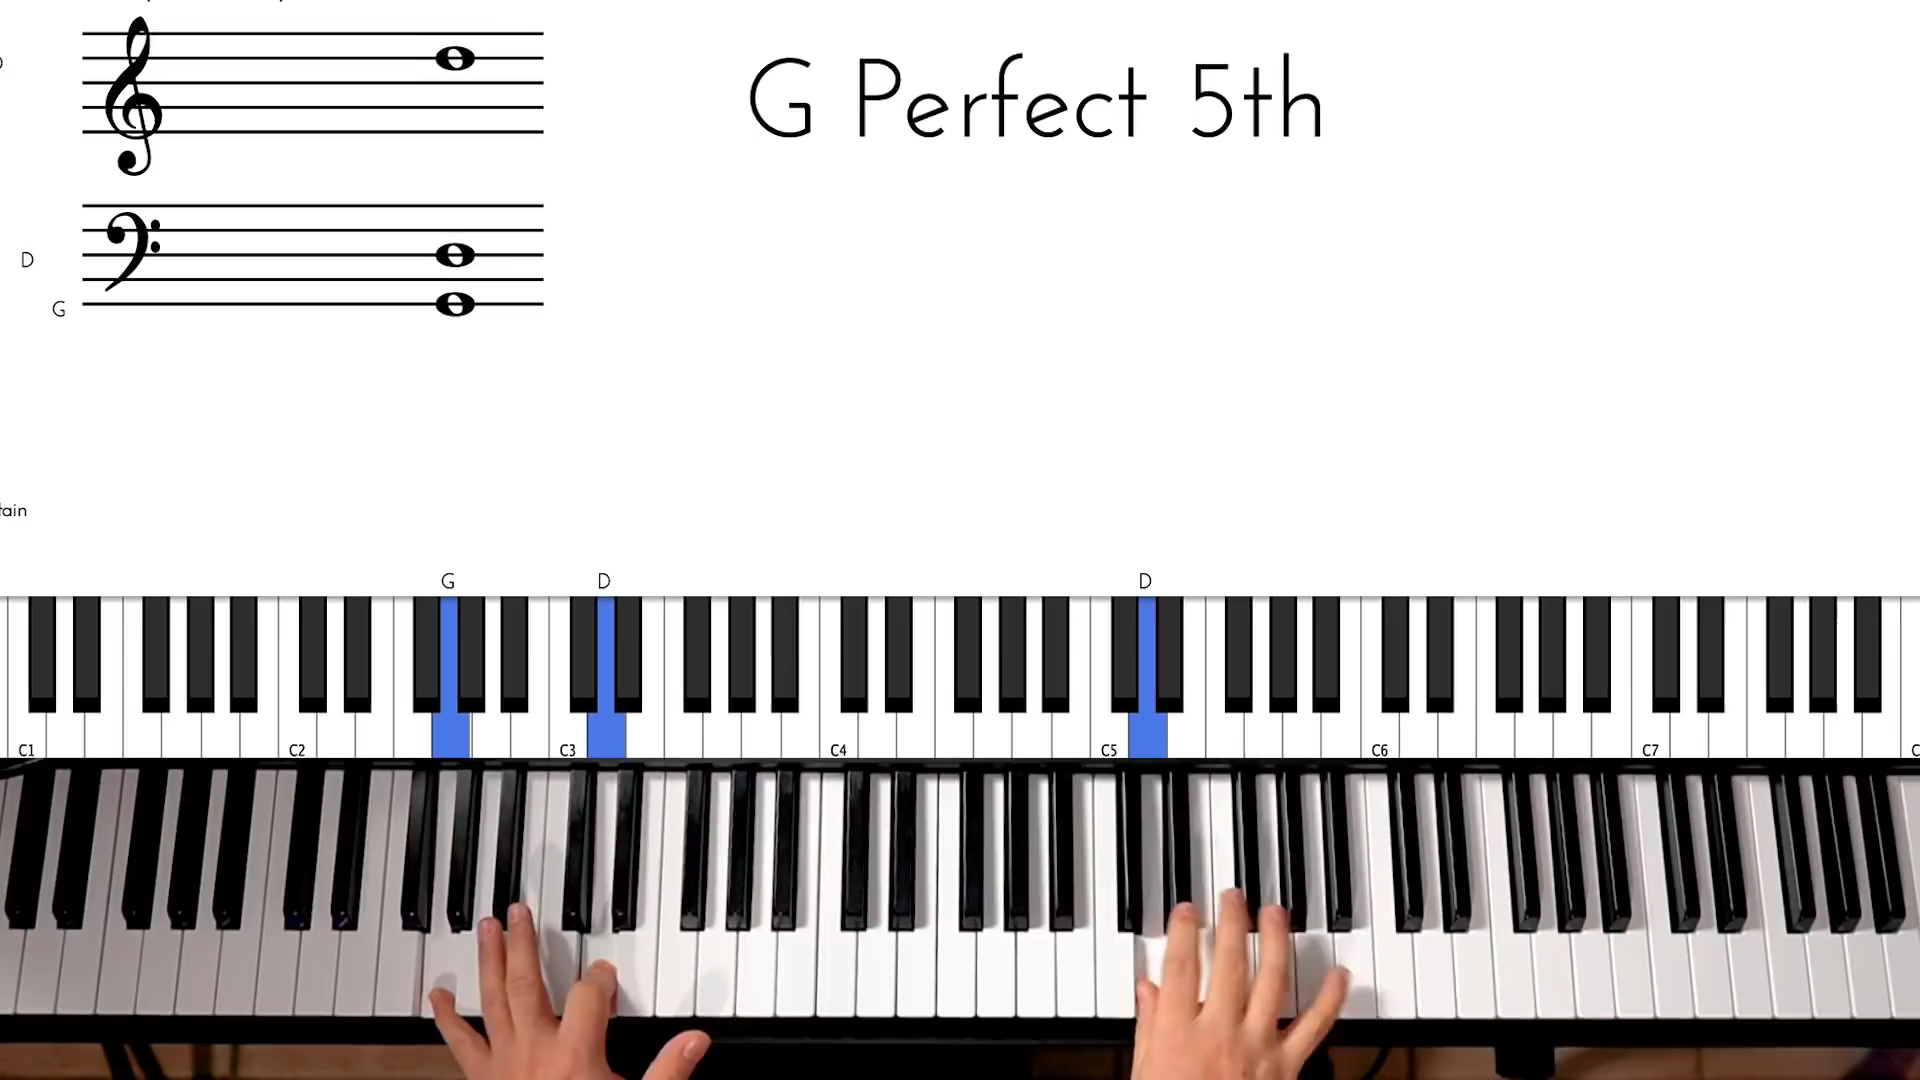 G Perfect 5th
D
G
tain
G D D
C1 C2 C3 C4 C5 C6 C7 C